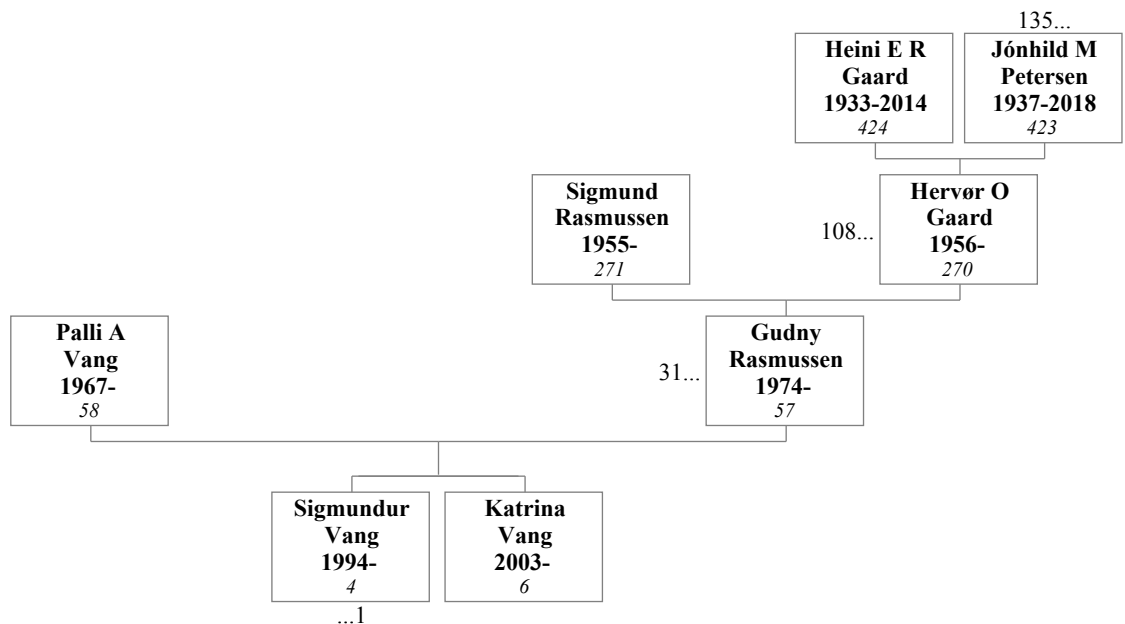 135...
Heini E R
Gaard
1933-2014
424
Jónhild M
Petersen
1937-2018
423
Sigmund
Rasmussen
1955-
271
108...
Hervør O
Gaard
1956-
270
Palli A
Vang
1967-
58
31...
Gudny
Rasmussen
1974-
57
Sigmundur
Vang
1994-
4
Katrina
Vang
2003-
6
...1